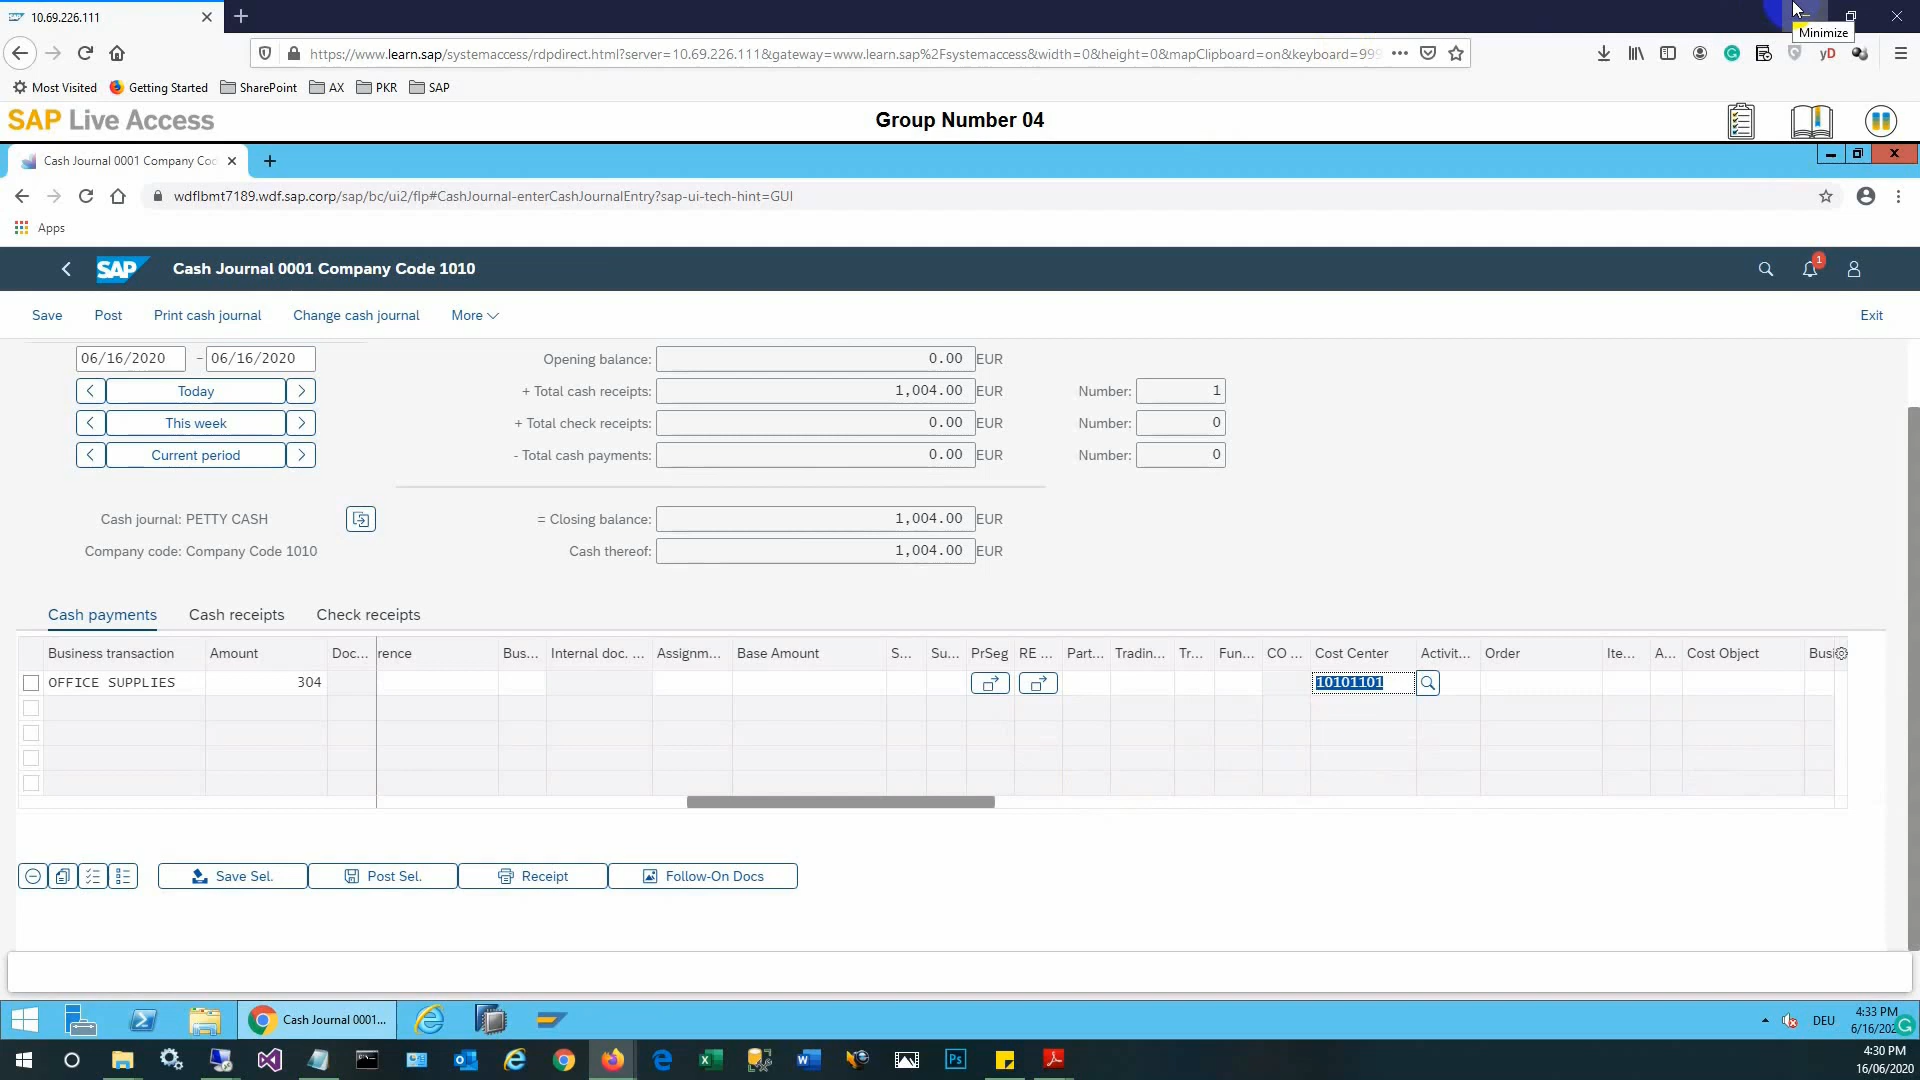 10.69.226.111
Minimize
https://www.learn.sap/systemaccess/rdpdirect.html?server=10.69.226.111&gateway=www.learn.sap%2Fsystemaccess&width=0&height=0&mapClipboard=on&keyboard=999
Most Visited Getting Started SharePoint AX PKR SAP
SAP Live Access Group Number 04
Cash Journal 0001 Company Co
wdflbmt7189.wdf.sap.corp/sap/bc/ui2/flp#CashJournal-enterCashJournalEntry?sap-ui-tech-hint=GUI
Apps
SAP Cash Journal 0001 Company Code 1010 1
Save Post Print cash journal Change cash journal More Exit
06/16/2020 - 06/16/2020 Opening balance: 0.00 EUR
Today + Total cash receipts: 1,004.00 EUR Number: 1
This week + Total check receipts: 0.00 EUR Number: 0
Current period - Total cash payments: 0.00 EUR Number: 0
Cash journal: PETTY CASH = Closing balance: 1,004.00 EUR
Company code: Company Code 1010 Cash thereof: 1,004.00 EUR
Cash payments Cash receipts Check receipts
Business transaction Amount Doc... rence Bus... Internal doc. ... Assignm... Base Amount S... Su... PrSeg RE ... Part... Tradin... Tr... Fun... CO ... Cost Center Activit... Order Ite... A... Cost Object Busi
OFFICE SUPPLIES 304 10101101
Save Sel. Post Sel. Receipt Follow-On Docs
Cash Journal 0001... DEU 4:33 PM
6/16/202
4:30 PM
16/06/2020